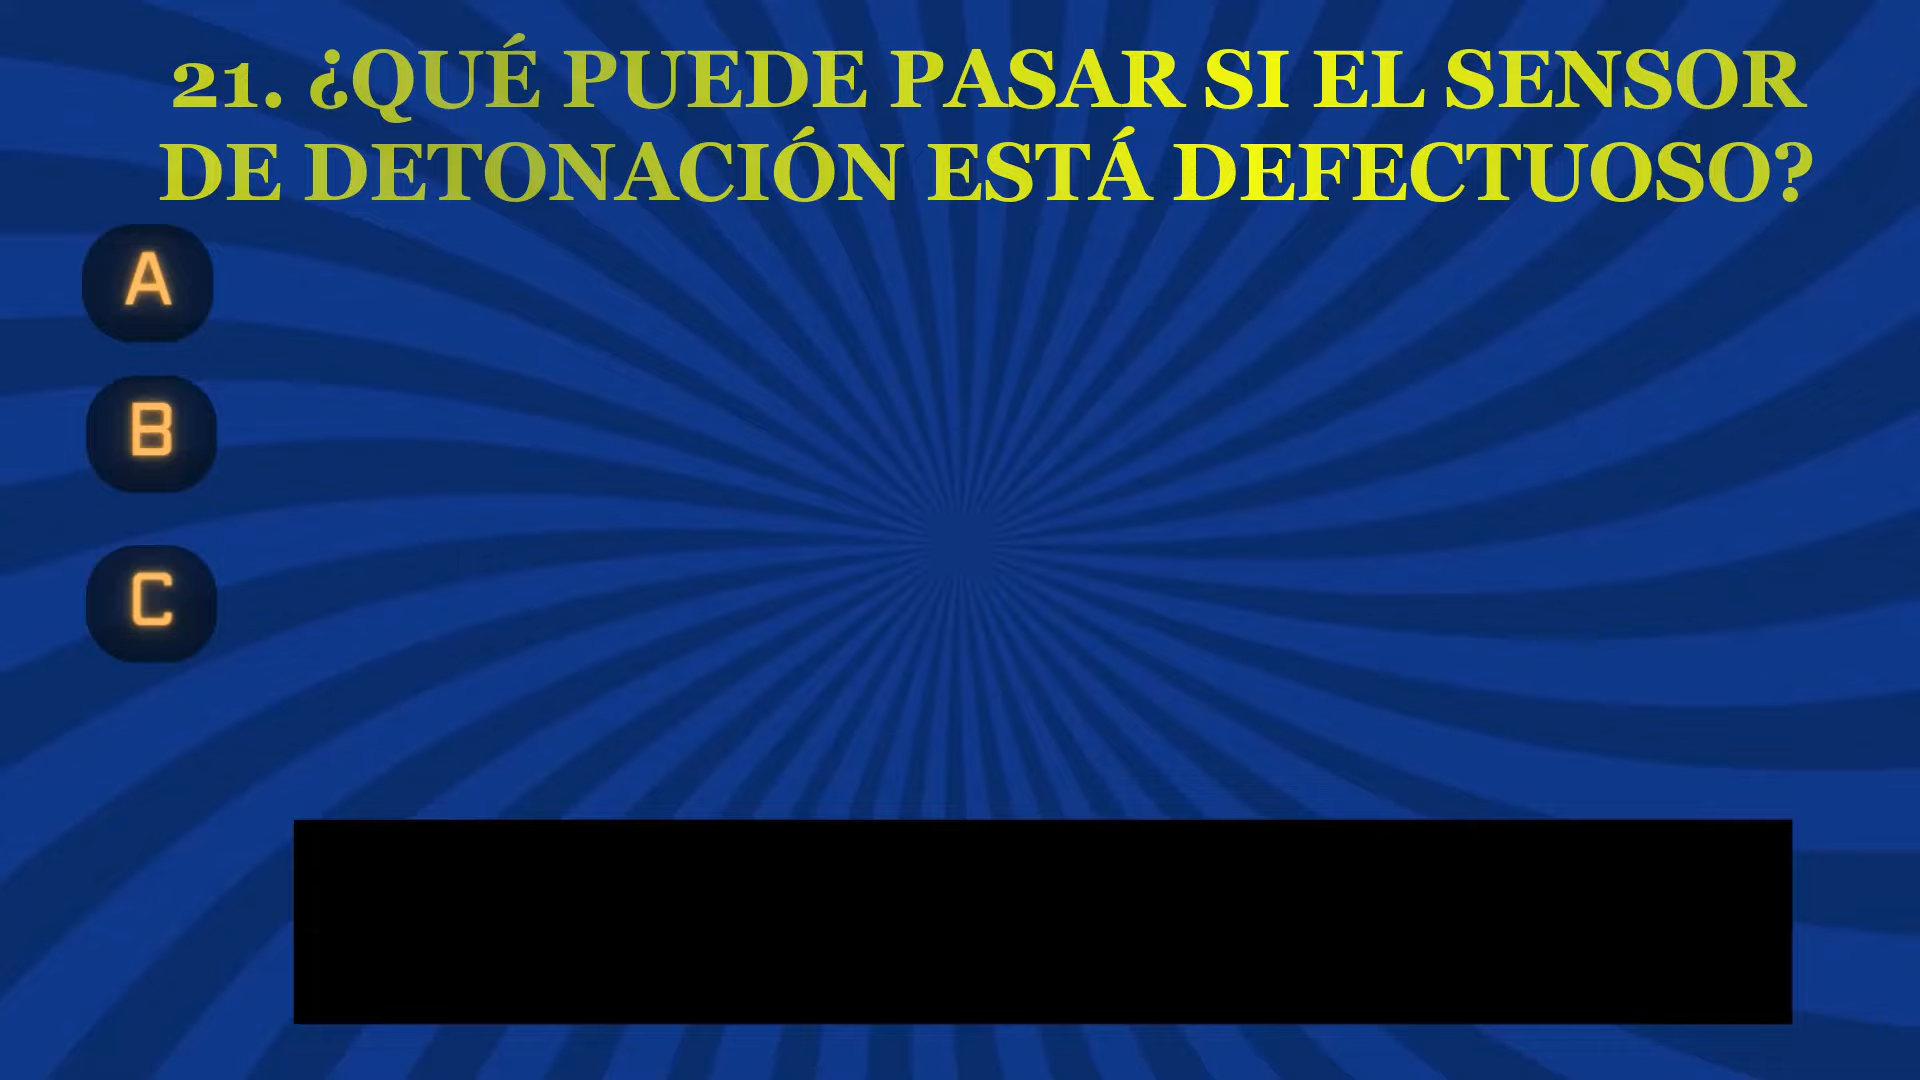 21. ¿QUÉ PUEDE PASAR SI EL SENSOR
DE DETONACIÓN ESTÁ DEFECTUOSO?
A
B
C